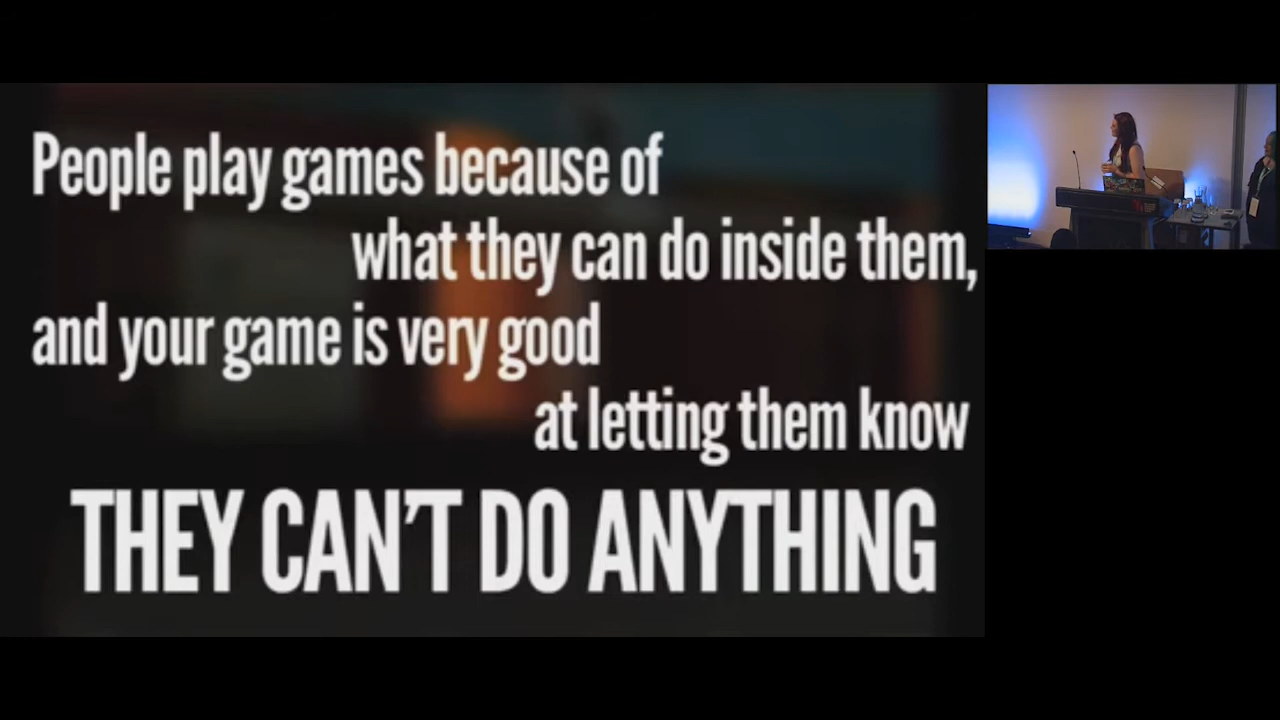 People play games because of
what they can do inside them,
and your game is very good
at letting them know
THEY CAN'T DO ANYTHING